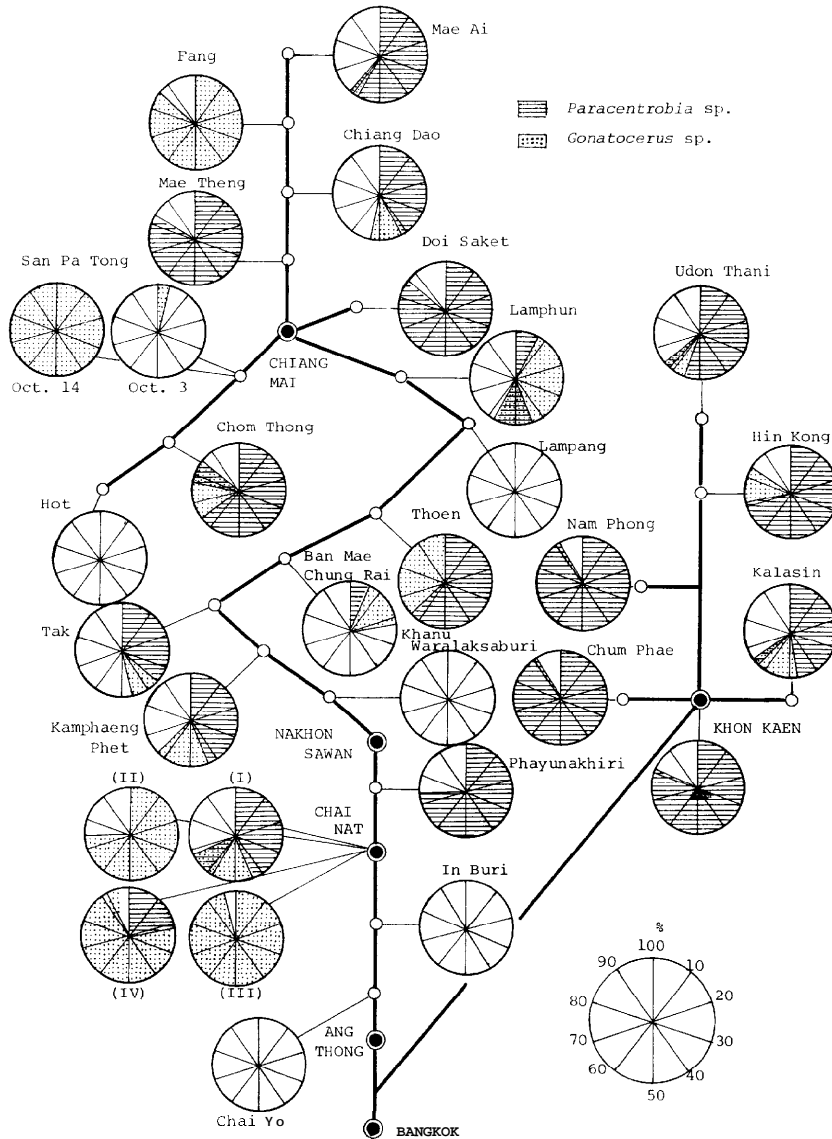 Mae Ai
Fang
Paracentrobia sp.
Gonatocerus sp.
Chiang Dao
Mae Theng
Doi Saket
San Pa Tong
Udon Thani
Lamphun
Oct. 14
Oct. 3
CHIANG
MAI
Chom Thong
Lampang
Hin Kong
Hot
Thoen
Nam Phong
Ban Mae
Chung Rai
Kalasin
Tak
Khanu
Waralaksaburi
Chum Phae
Kamphaeng
Phet
NAKHON
SAWAN
KHON KAEN
Phayunakhiri
(II)
(I)
CHAI
NAT
In Buri
(IV)
(III)
%
100
90
10
80
20
70
30
60
40
50
ANG
THONG
Chai Yo
BANGKOK